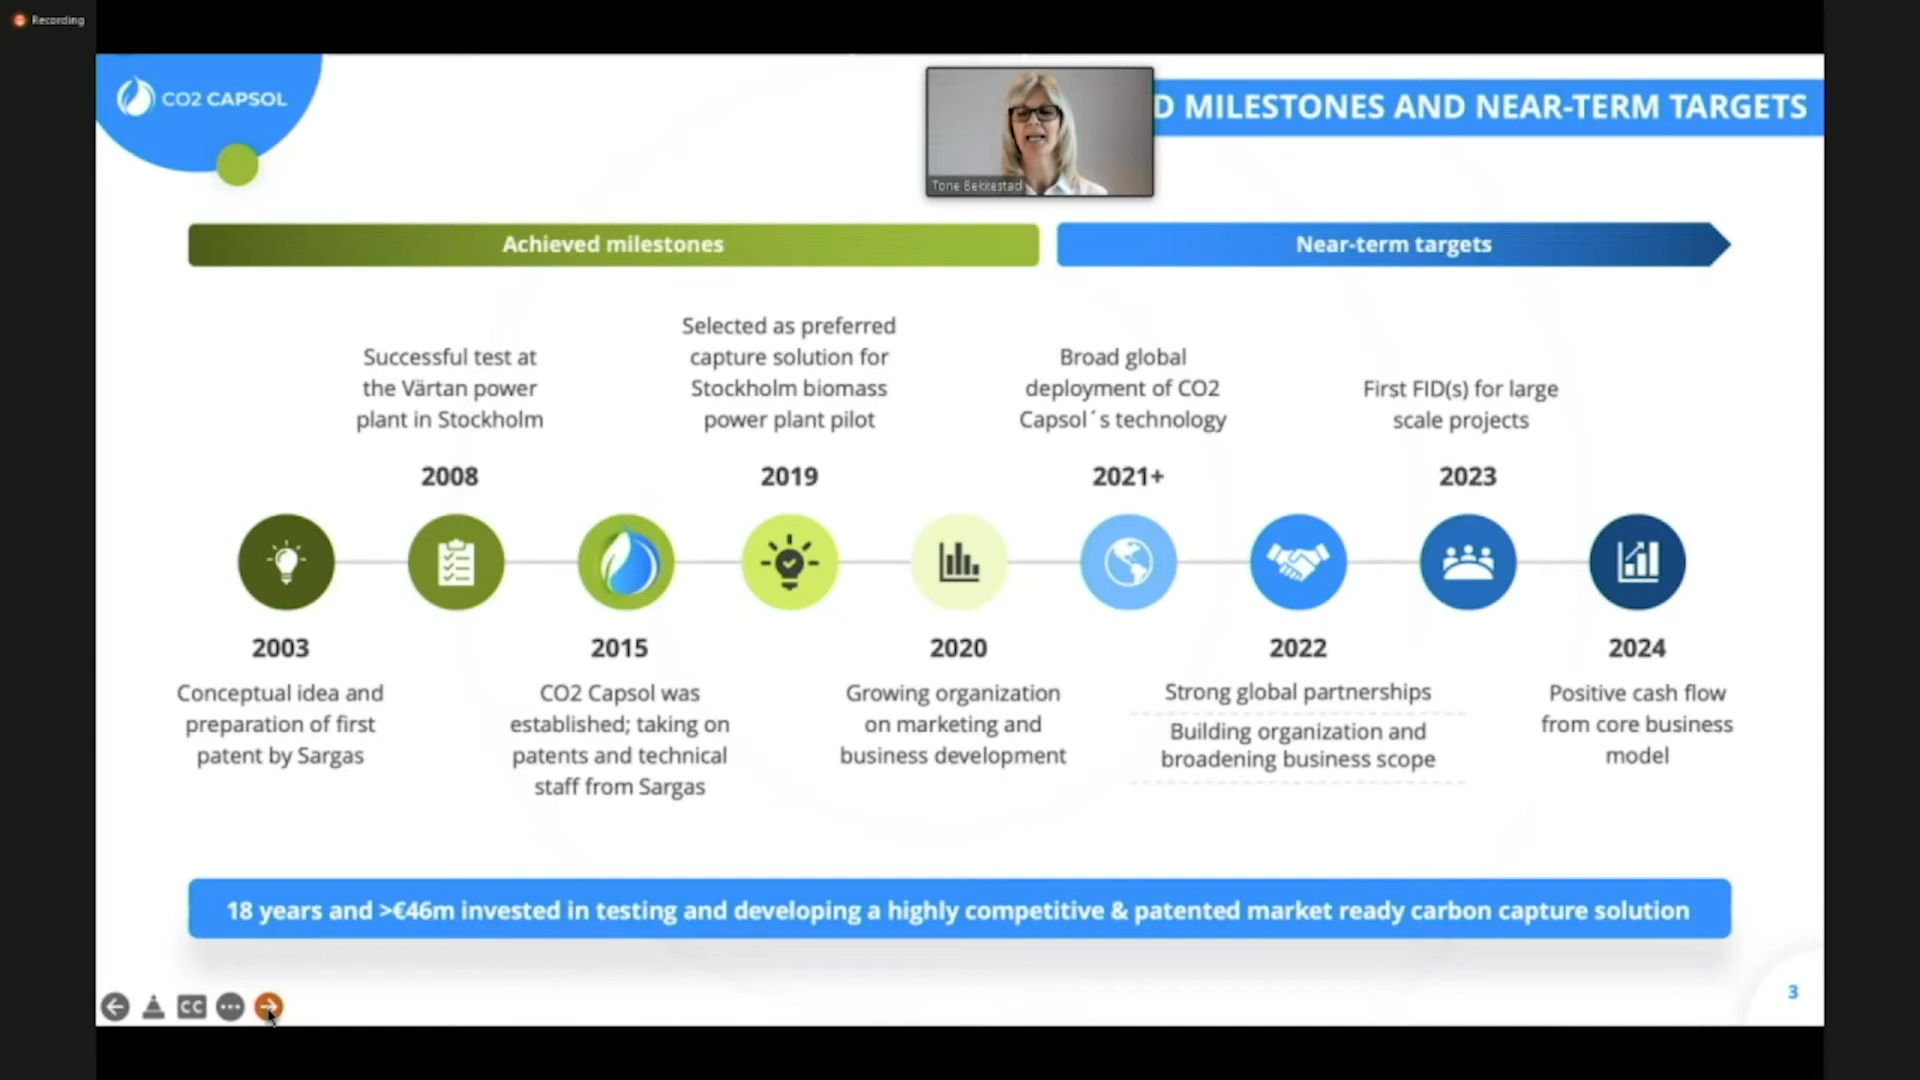 Recording
CO2 CAPSOL
D MILESTONES AND NEAR-TERM TARGETS
Tone Bekkestad
Achieved milestones
Near-term targets
Successful test at
the Värtan power
plant in Stockholm
2008
Selected as preferred
capture solution for
Stockholm biomass
power plant pilot
2019
Broad global
deployment of CO2
Capsol´s technology
2021+
First FID(s) for large
scale projects
2023
2003
Conceptual idea and
preparation of first
patent by Sargas
2015
CO2 Capsol was
established; taking on
patents and technical
staff from Sargas
2020
Growing organization
on marketing and
business development
2022
Strong global partnerships
Building organization and
broadening business scope
2024
Positive cash flow
from core business
model
18 years and >€46m invested in testing and developing a highly competitive & patented market ready carbon capture solution
CC
3